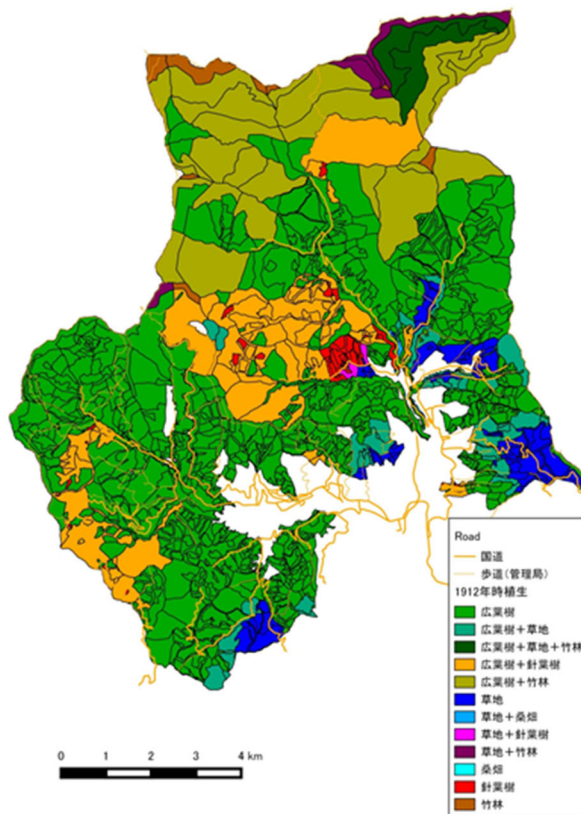 Road
国道
歩道(管理局)
1912年時植生
広葉樹
広葉樹+草地
広葉樹+草地+竹林
広葉樹+針葉樹
広葉樹+竹林
草地
草地+桑畑
草地+針葉樹
草地+竹林
桑畑
針葉樹
竹林
0 1 2 3 4 km